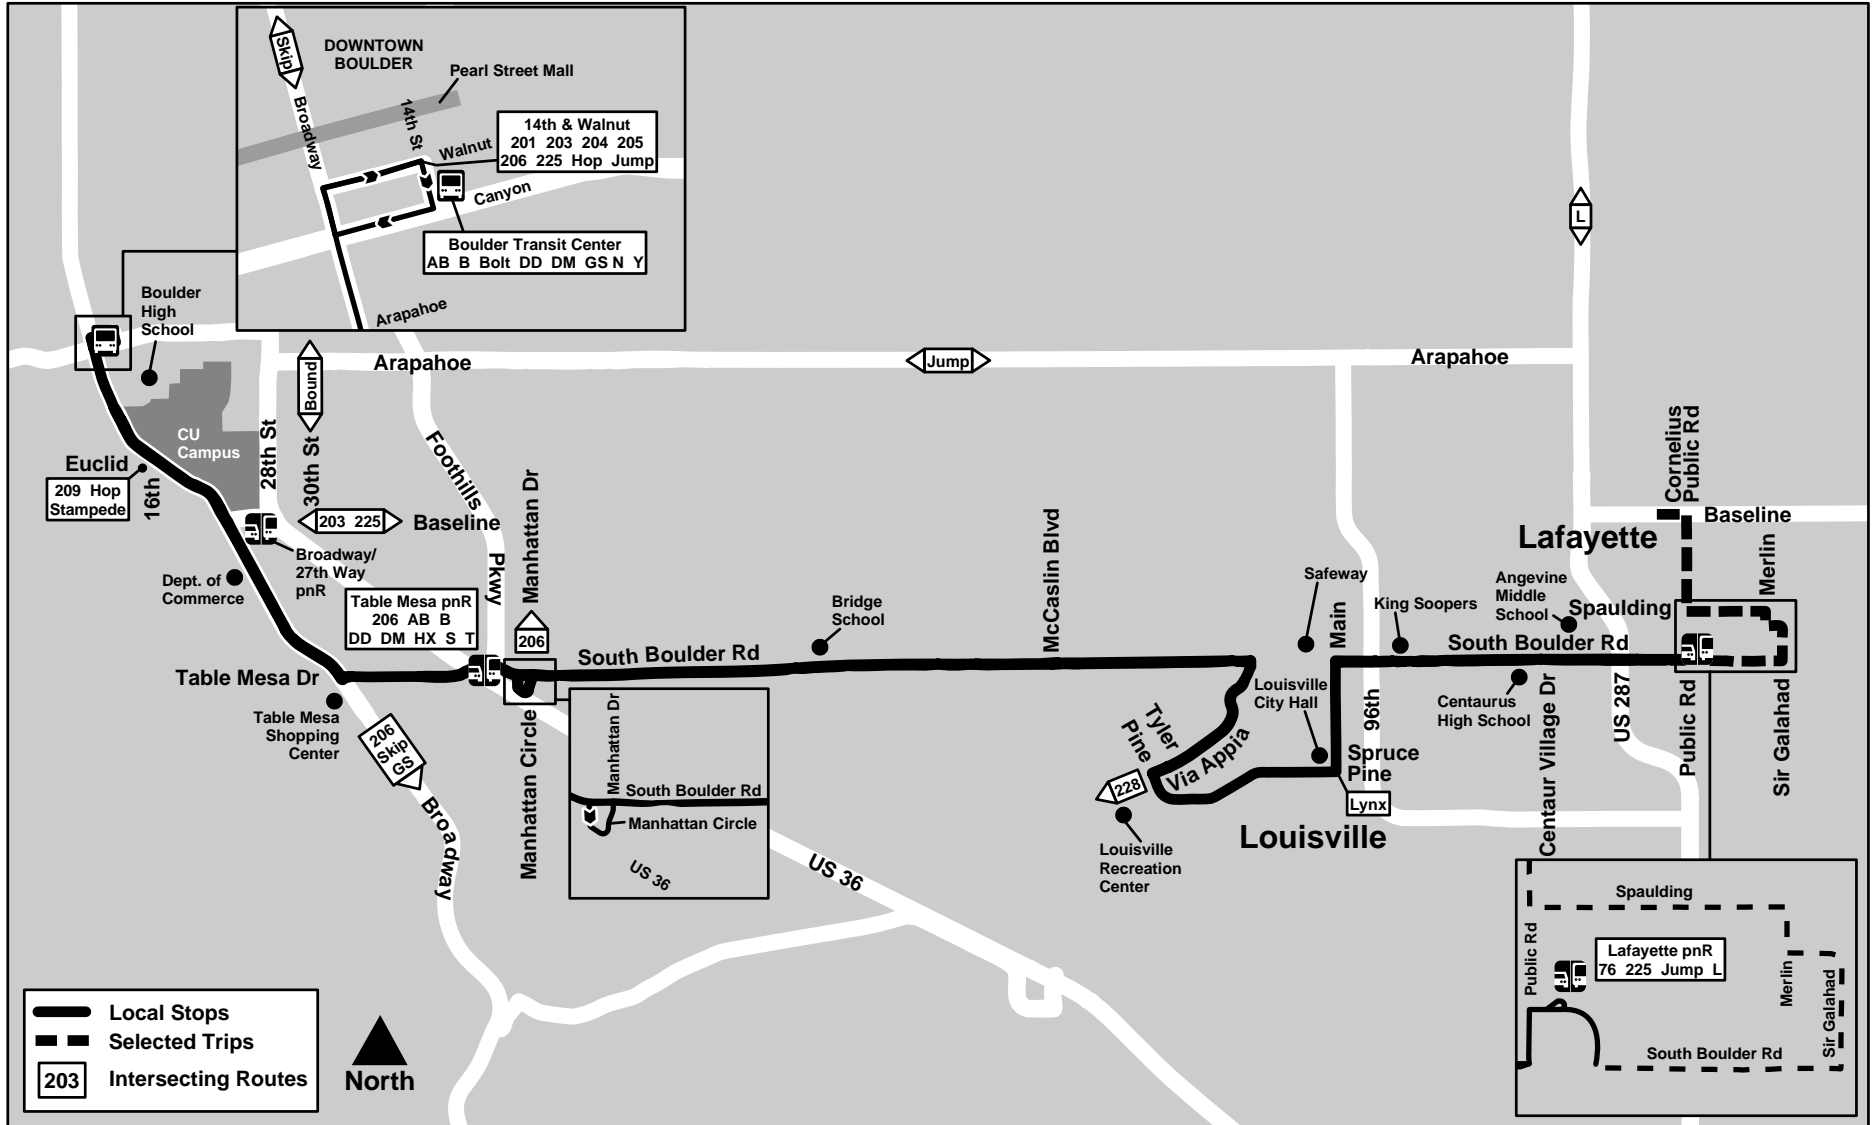 Skip
DOWNTOWN
BOULDER
Pearl Street Mall
Broadway
14th St
Walnut
14th & Walnut
201 203 204 205
206 225 Hop Jump
Canyon
Boulder Transit Center
AB B Bolt DD DM GS N Y
Arapahoe
Boulder
High
School
Bound
Arapahoe
Jump
Arapahoe
L
CU
Campus
Euclid
209 Hop
Stampede
16th
28th St
30th St
203 225
Baseline
Foothills
Pkwy
Manhattan Dr
Broadway/
27th Way
pnR
Dept. of
Commerce
Table Mesa pnR
206 AB B
DD DM HX S T
206
Bridge
School
McCaslin Blvd
Safeway
Main
King Soopers
Angevine
Middle
School
Lafayette
Cornelius
Public Rd
Baseline
Merlin
Spaulding
South Boulder Rd
South Boulder Rd
Table Mesa Dr
Table Mesa
Shopping
Center
206
Skip
GS
Broadway
Manhattan Circle
Manhattan Dr
South Boulder Rd
Manhattan Circle
US 36
US 36
Tyler
Pine
Via Appia
228
Louisville
Recreation
Center
Louisville
City Hall
Spruce
Pine
Lynx
96th
Louisville
Centaurus
High School
Centaur Village Dr
US 287
Public Rd
Sir Galahad
Spaulding
Public Rd
Lafayette pnR
76 225 Jump L
Merlin
Sir Galahad
South Boulder Rd
Local Stops
Selected Trips
203
Intersecting Routes
North